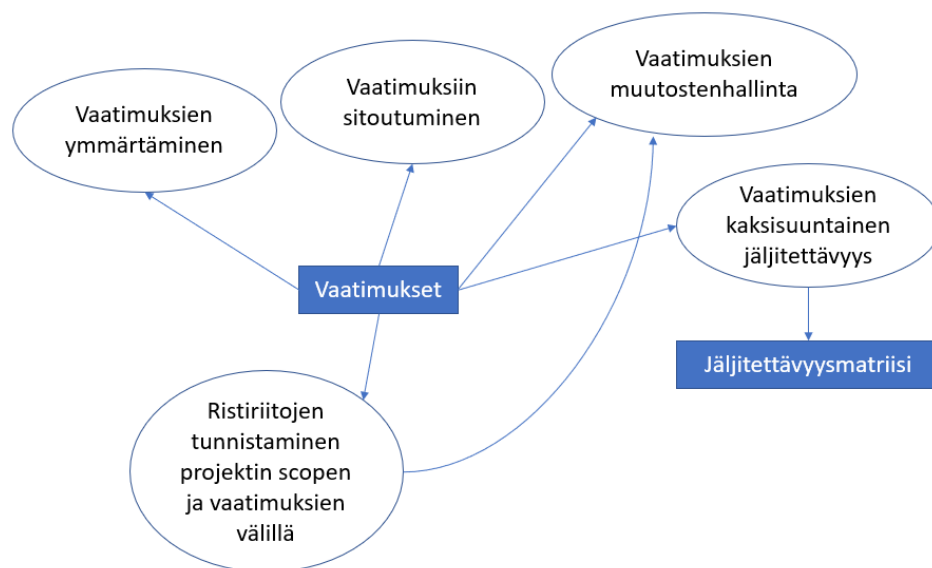 Vaatimuksien
ymmärtäminen
Vaatimuksiin
sitoutuminen
Vaatimuksien
muutostenhallinta
Vaatimuksien
kaksisuuntainen
jäljitettävyys
Vaatimukset
Jäljitettävyysmatriisi
Ristiriitojen
tunnistaminen
projektin scopen
ja vaatimuksien
välillä